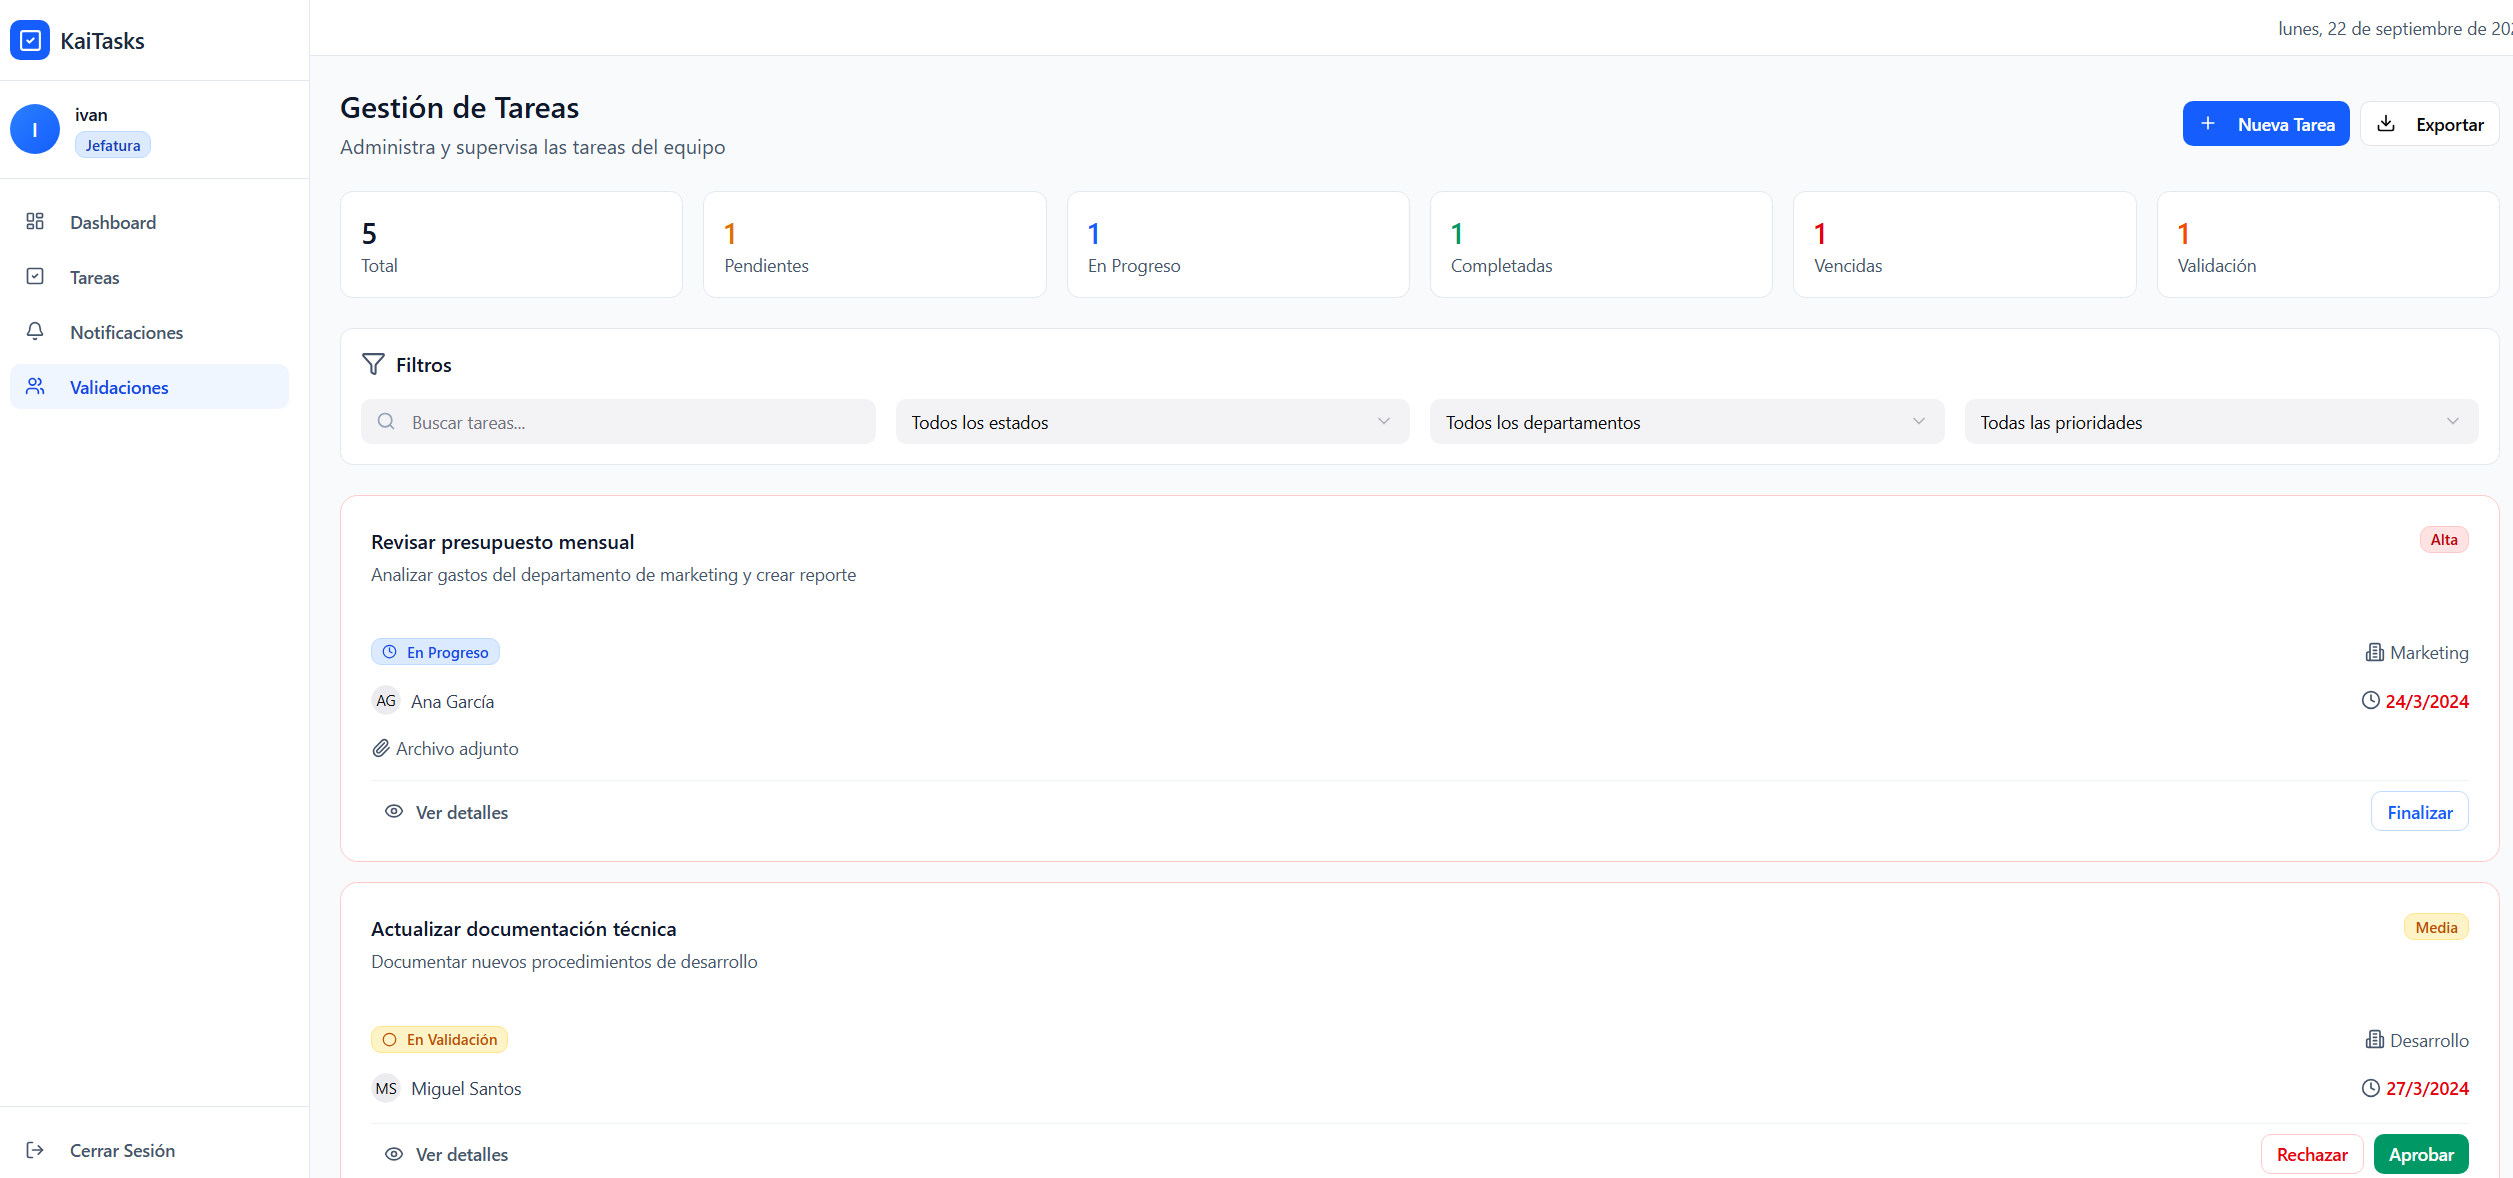 KaiTasks
lunes, 22 de septiembre de 202
I
ivan
Jefatura
Dashboard
Tareas
Notificaciones
Validaciones
Cerrar Sesión
Gestión de Tareas
Administra y supervisa las tareas del equipo
Nueva Tarea
Exportar
5
Total
1
Pendientes
1
En Progreso
1
Completadas
1
Vencidas
1
Validación
Filtros
Buscar tareas...
Todos los estados
Todos los departamentos
Todas las prioridades
Revisar presupuesto mensual
Alta
Analizar gastos del departamento de marketing y crear reporte
En Progreso
Marketing
AG Ana García
24/3/2024
Archivo adjunto
Ver detalles
Finalizar
Actualizar documentación técnica
Media
Documentar nuevos procedimientos de desarrollo
En Validación
Desarrollo
MS Miguel Santos
27/3/2024
Ver detalles
Rechazar
Aprobar